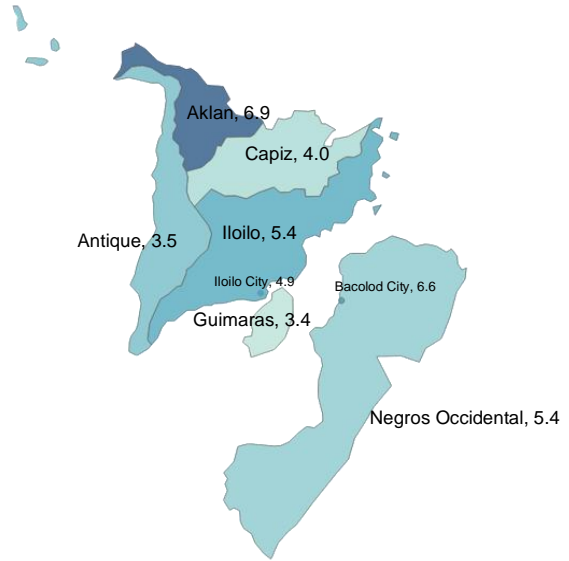 Aklan, 6.9
Capiz, 4.0
Antique, 3.5
Iloilo, 5.4
Iloilo City, 4.9
Bacolod City, 6.6
Guimaras, 3.4
Negros Occidental, 5.4